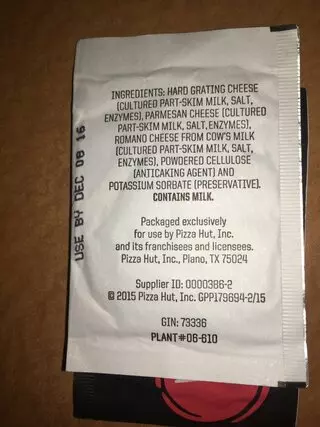 INGREDIENTS: HARD GRATING CHEESE
(CULTURED PART-SKIM MILK, SALT,
ENZYMES), PARMESAN CHEESE (CULTURED
PART-SKIM MILK, SALT, ENZYMES),
ROMANO CHEESE FROM COW'S MILK
(CULTURED PART-SKIM MILK, SALT,
ENZYMES), POWDERED CELLULOSE
(ANTICAKING AGENT) AND
POTASSIUM SORBATE (PRESERVATIVE).
CONTAINS MILK.
Packaged exclusively
for use by Pizza Hut, Inc.
and its franchisees and licensees.
Pizza Hut, Inc., Plano, TX 75024
Supplier ID: 0000386-2
© 2015 Pizza Hut, Inc. GPP179694-2/15
GIN: 73336
PLANT#06-610
USE BY DEC 08 16